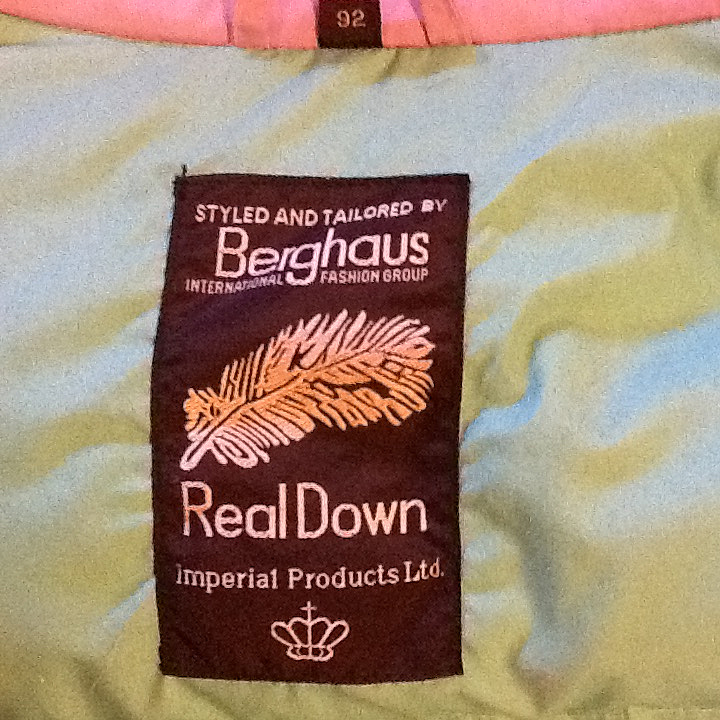 92
STYLED AND TAILORED BY
Berghaus
INTERNATIONAL FASHION GROUP
Real Down
Imperial Products Ltd.